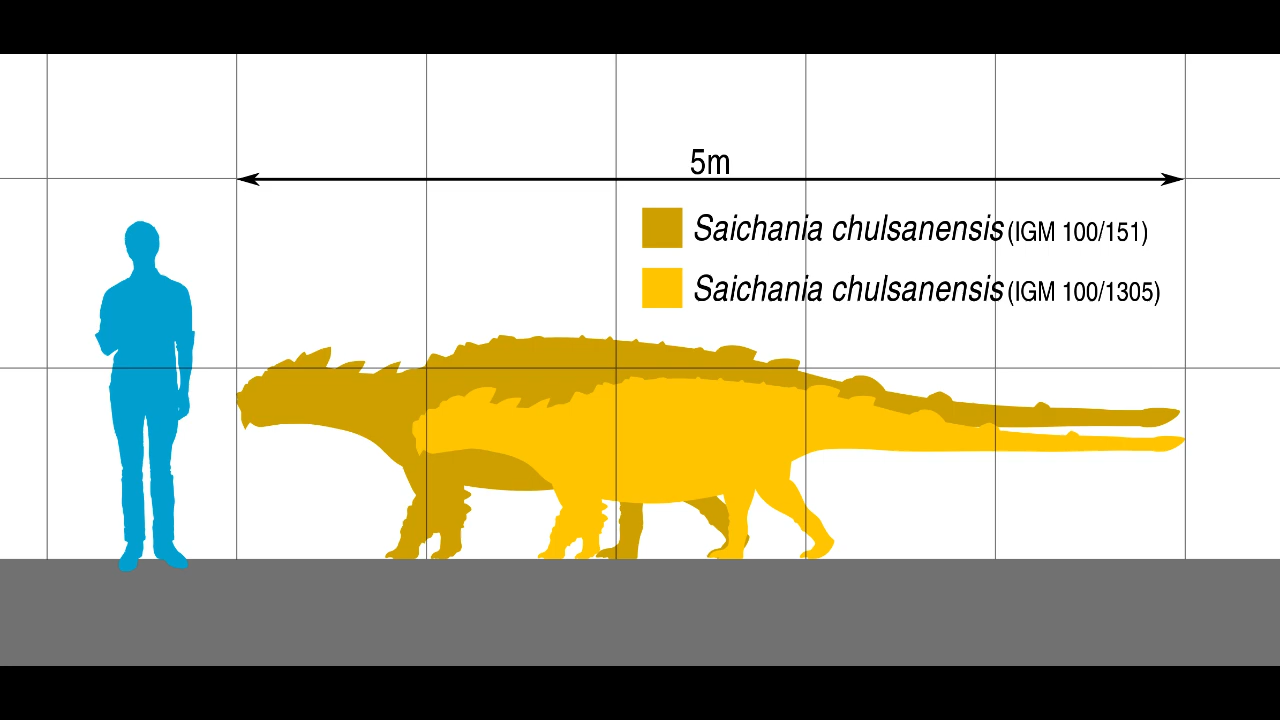 5m
Saichania chulsanensis (IGM 100/151)
Saichania chulsanensis (IGM 100/1305)